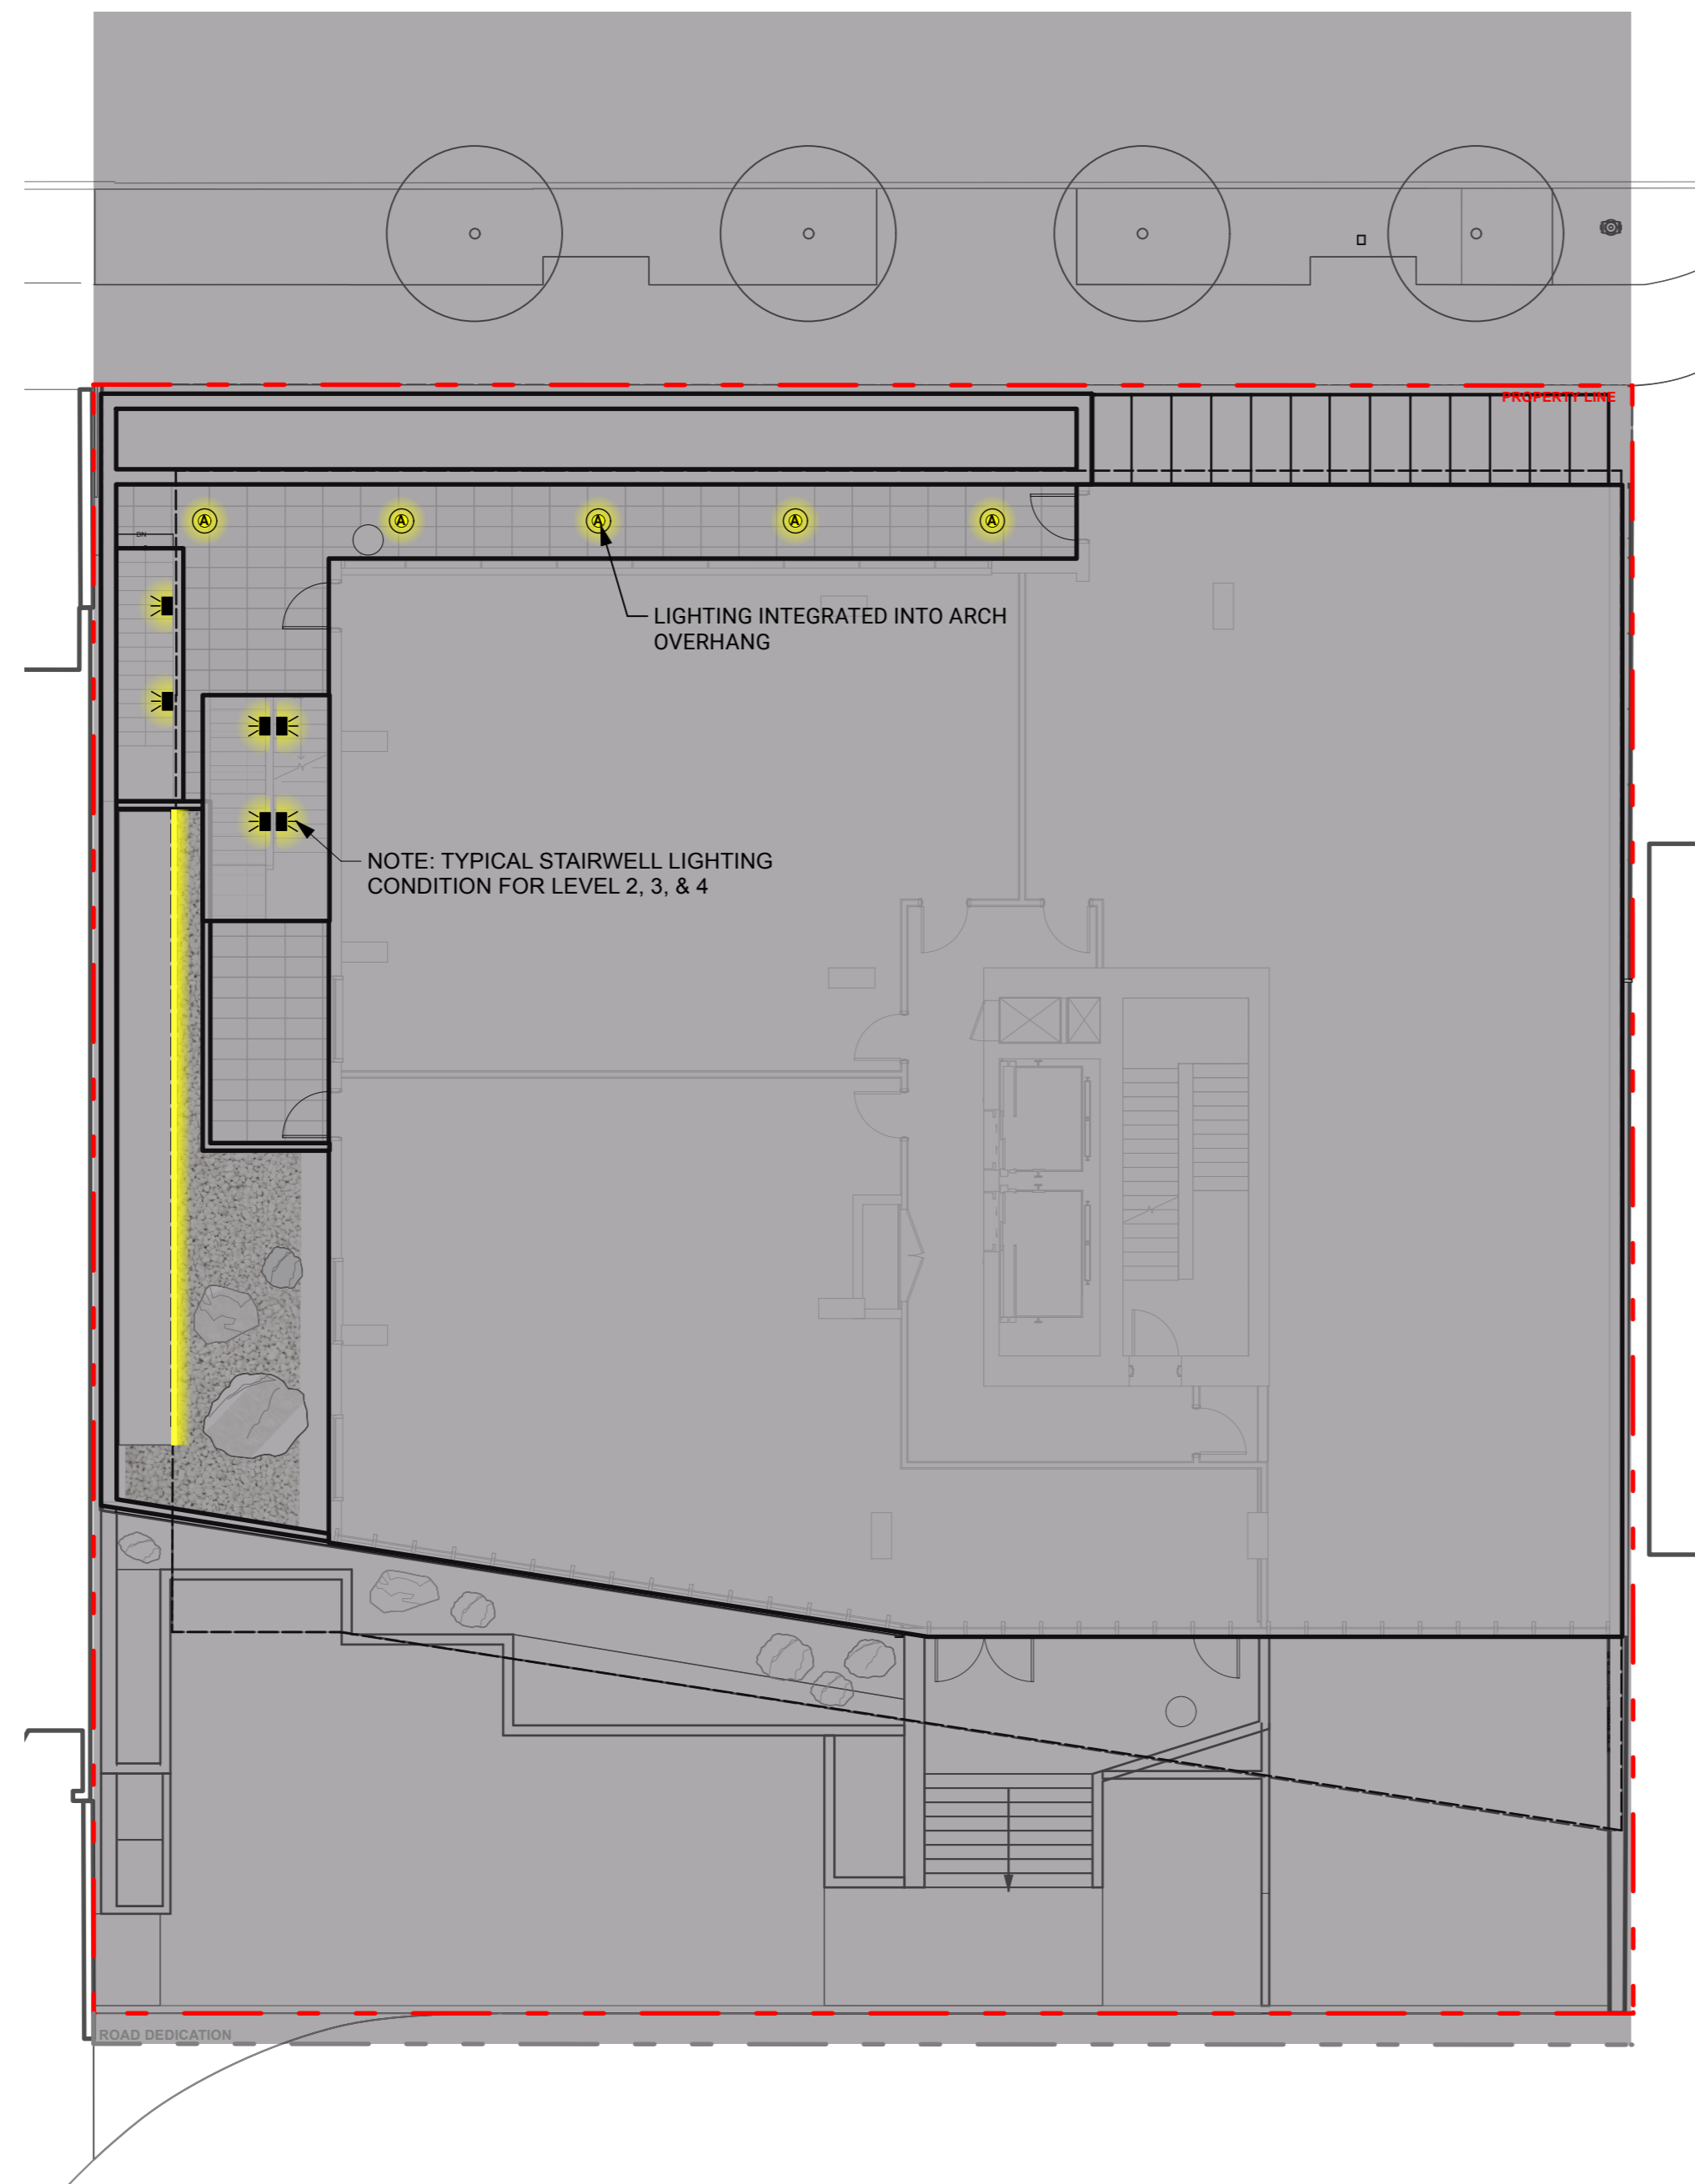 PROPERTY LINE
A A A A A
DN
LIGHTING INTEGRATED INTO ARCH
OVERHANG
NOTE: TYPICAL STAIRWELL LIGHTING
CONDITION FOR LEVEL 2, 3, & 4
ROAD DEDICATION